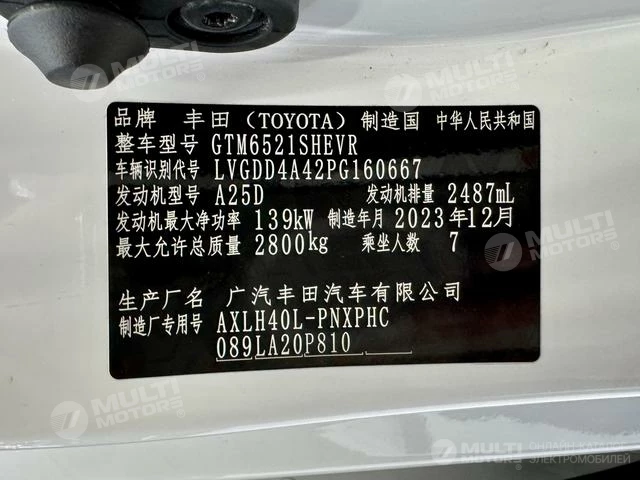 品牌 丰田（TOYOTA）制造国 中华人民共和国
整车型号 GTM6521SHEVR
车辆识别代号 LVGDD4A42PG160667
发动机型号 A25D 发动机排量 2487mL
发动机最大净功率 139kW 制造年月 2023年12月
最大允许总质量 2800kg 乘坐人数 7
生产厂名 广汽丰田汽车有限公司
制造厂专用号 AXLH40L-PNXPHC
089LA20P810
MULTI MOTORS
MULTI MOTORS
MULTI MOTORS
MULTI MOTORS
MULTI MOTORS
MULTI ОНЛАЙН-КАТАЛОГ ЭЛЕКТРОМОБИЛЕЙ